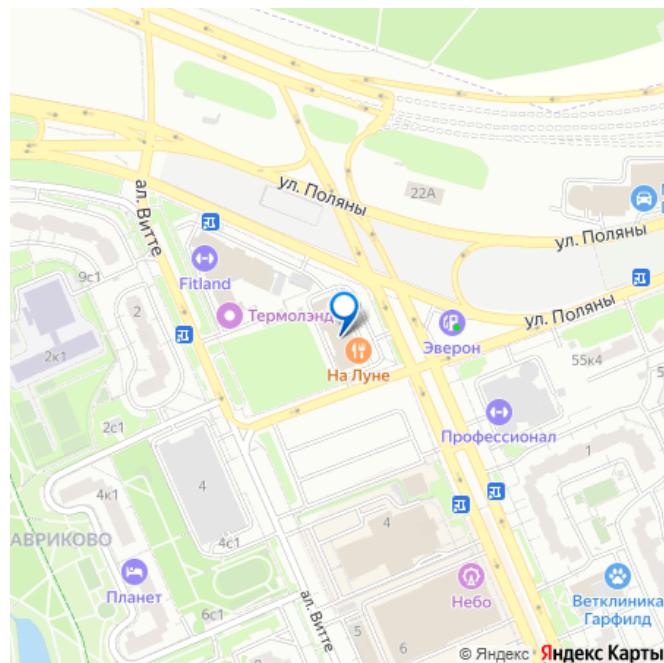 22А
ул. Поляны
ул. Поляны
ал. Витте
9с1
Fitland
2
Термолэнд
Эверон
ул. Поляны
2к1
На Луне
55к4
2с1
Профессионал
1
4
4к1
4с1
4
АВРИКОВО
Планет
6с1
ал. Витте
Небо
5
6
Ветклиника
Гарфилд
© Яндекс Яндекс Карты